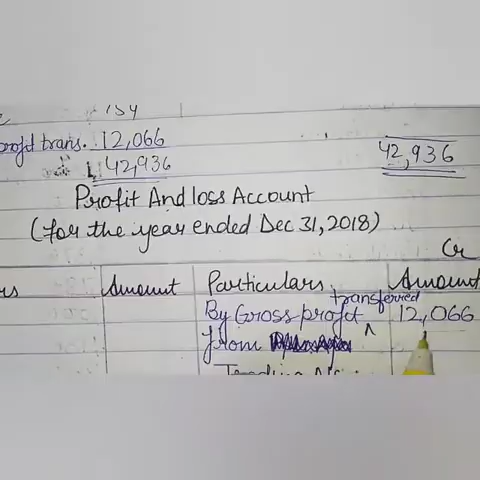 154
profit trans. 12,066
42,936 42,936
Profit And loss Account
(for the year ended Dec 31, 2018)
Cr
Amount Particulars Amount
transferred
By Gross profit ^ 12,066
from
Trading A/c